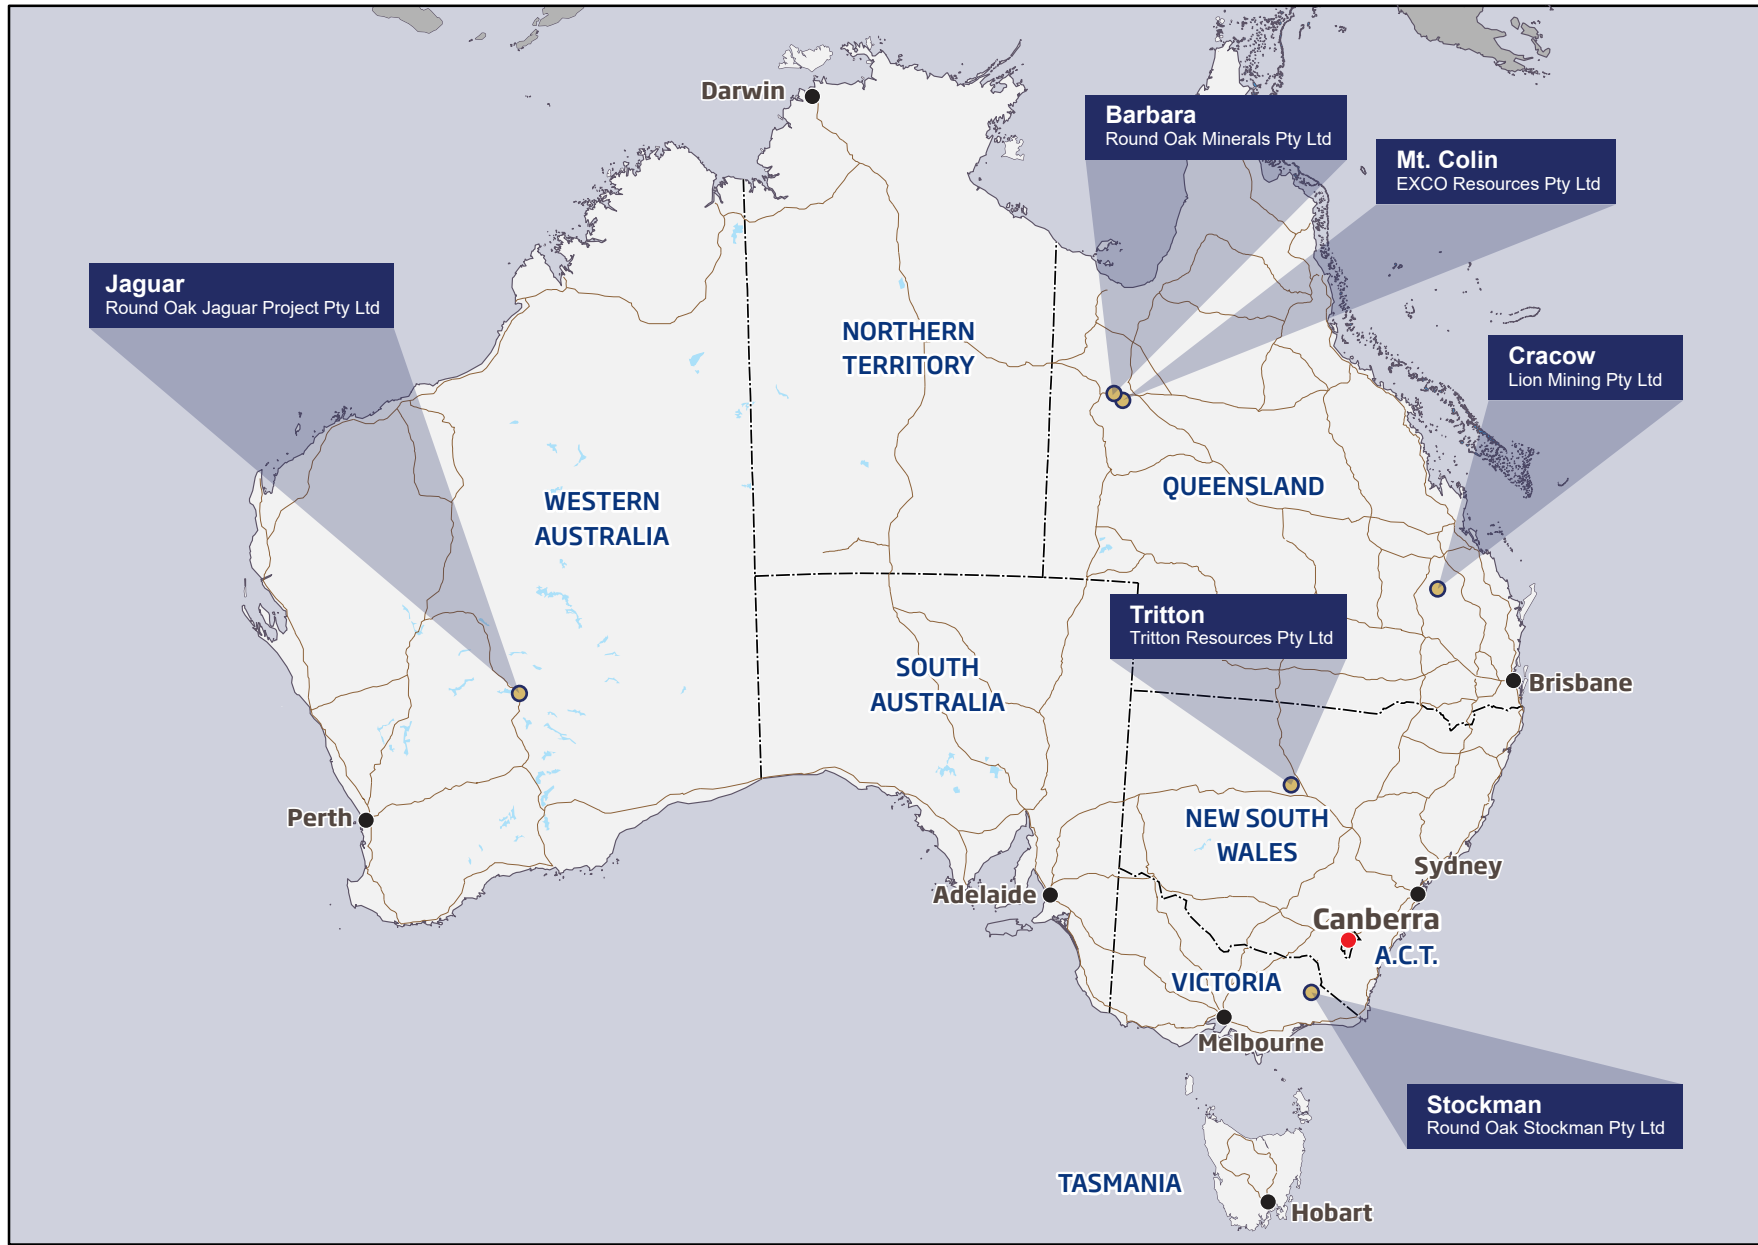 Darwin
Barbara
Round Oak Minerals Pty Ltd
Mt. Colin
EXCO Resources Pty Ltd
Jaguar
Round Oak Jaguar Project Pty Ltd
NORTHERN
TERRITORY
Cracow
Lion Mining Pty Ltd
WESTERN
AUSTRALIA
QUEENSLAND
Tritton
Tritton Resources Pty Ltd
SOUTH
AUSTRALIA
Brisbane
Perth
NEW SOUTH
WALES
Sydney
Adelaide
Canberra
A.C.T.
VICTORIA
Melbourne
Stockman
Round Oak Stockman Pty Ltd
TASMANIA
Hobart